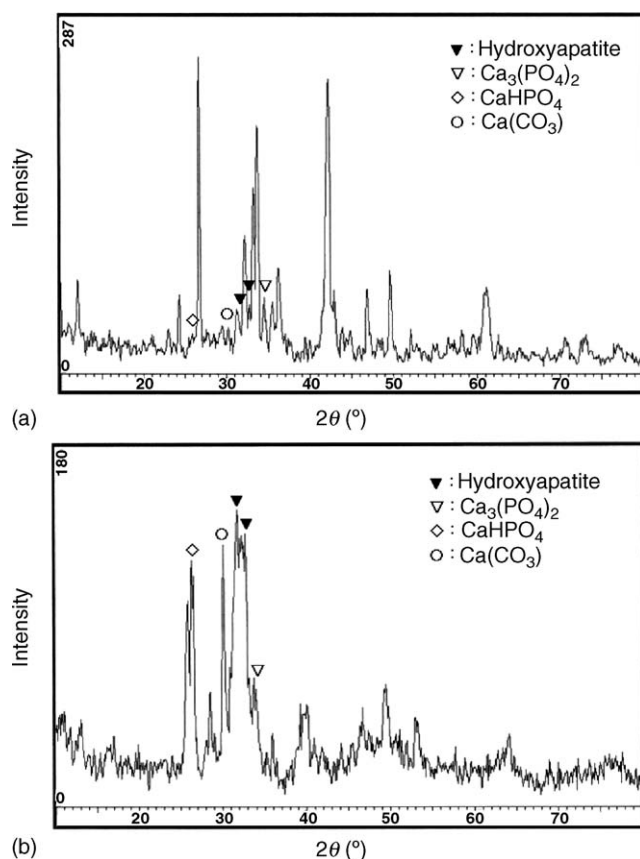 287
▼ : Hydroxyapatite
▽ : Ca₃(PO₄)₂
◇ : CaHPO₄
○ : Ca(CO₃)
Intensity
0
20 30 40 50 60 70
(a)
2θ (°)
180
▼ : Hydroxyapatite
▽ : Ca₃(PO₄)₂
◇ : CaHPO₄
○ : Ca(CO₃)
Intensity
0
20 30 40 50 60 70
(b)
2θ (°)